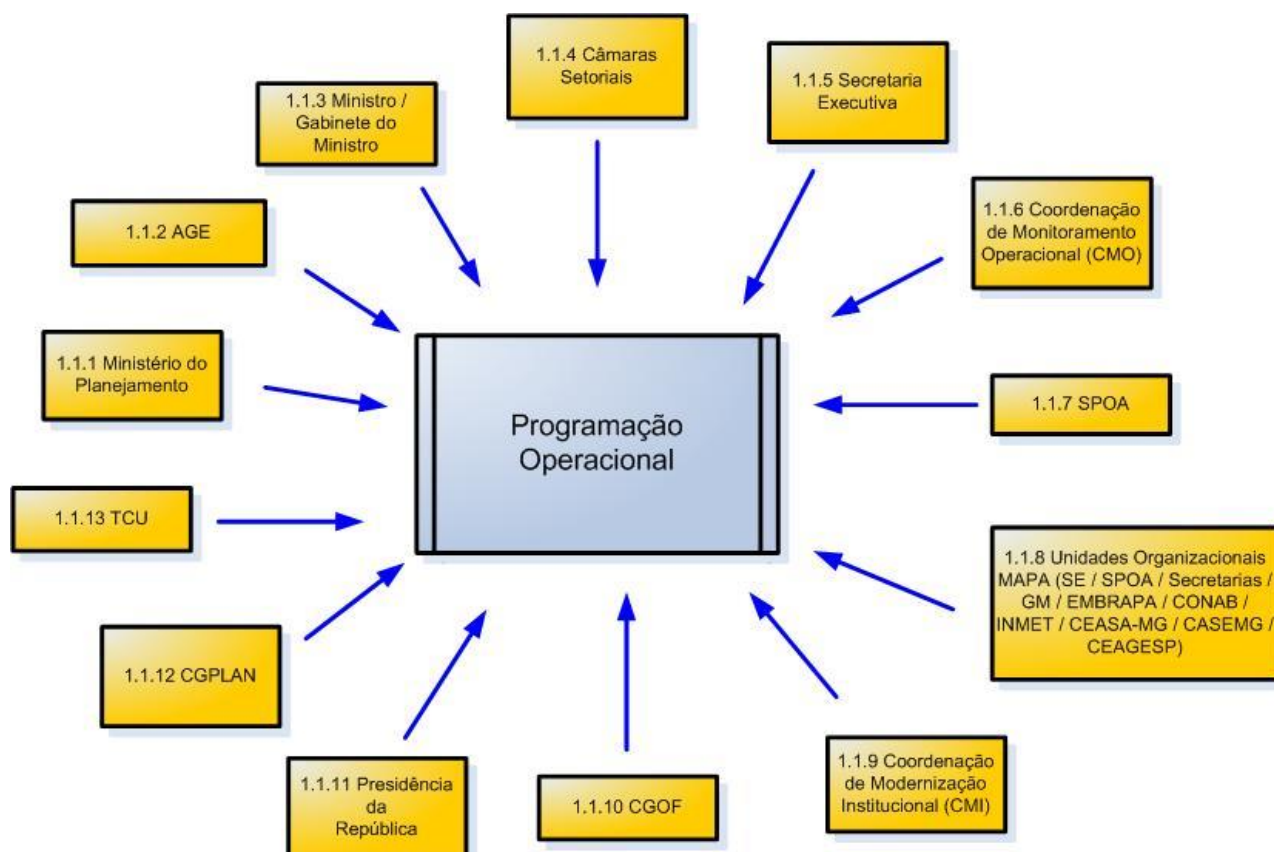 1.1.4 Câmaras
Setoriais
1.1.5 Secretaria
Executiva
1.1.3 Ministro /
Gabinete do
Ministro
1.1.2 AGE
1.1.6 Coordenação
de Monitoramento
Operacional (CMO)
1.1.1 Ministério do
Planejamento
1.1.7 SPOA
Programação
Operacional
1.1.13 TCU
1.1.8 Unidades Organizacionais
MAPA (SE / SPOA / Secretarias /
GM / EMBRAPA / CONAB /
INMET / CEASA-MG / CASEMG /
CEAGESP)
1.1.12 CGPLAN
1.1.11 Presidência
da
República
1.1.10 CGOF
1.1.9 Coordenação
de Modernização
Institucional (CMI)